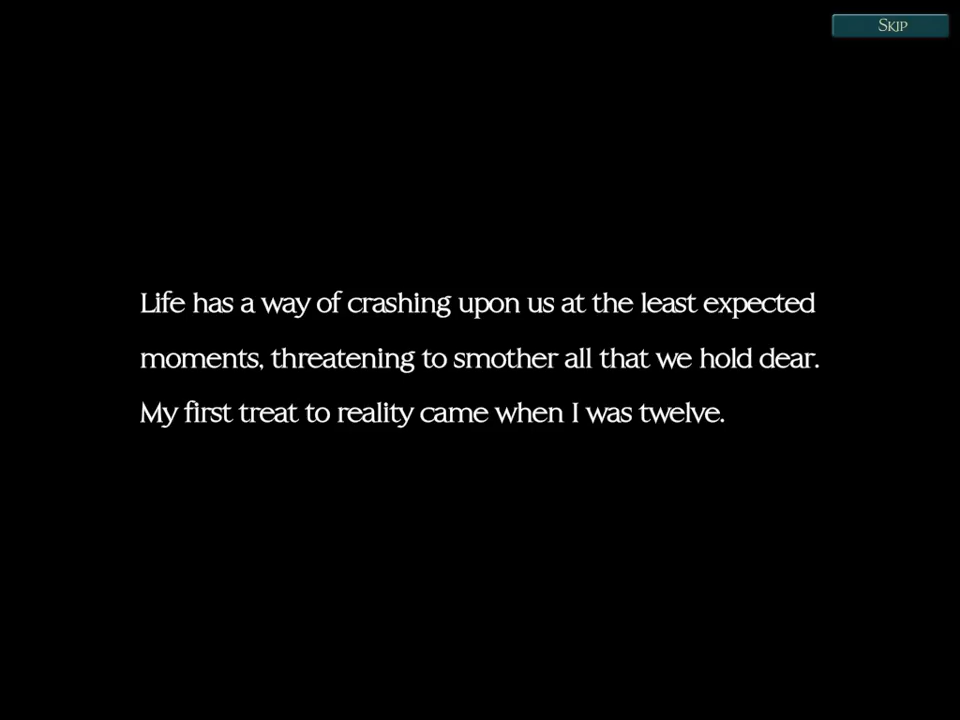 Skip
Life has a way of crashing upon us at the least expected
moments, threatening to smother all that we hold dear.
My first treat to reality came when I was twelve.